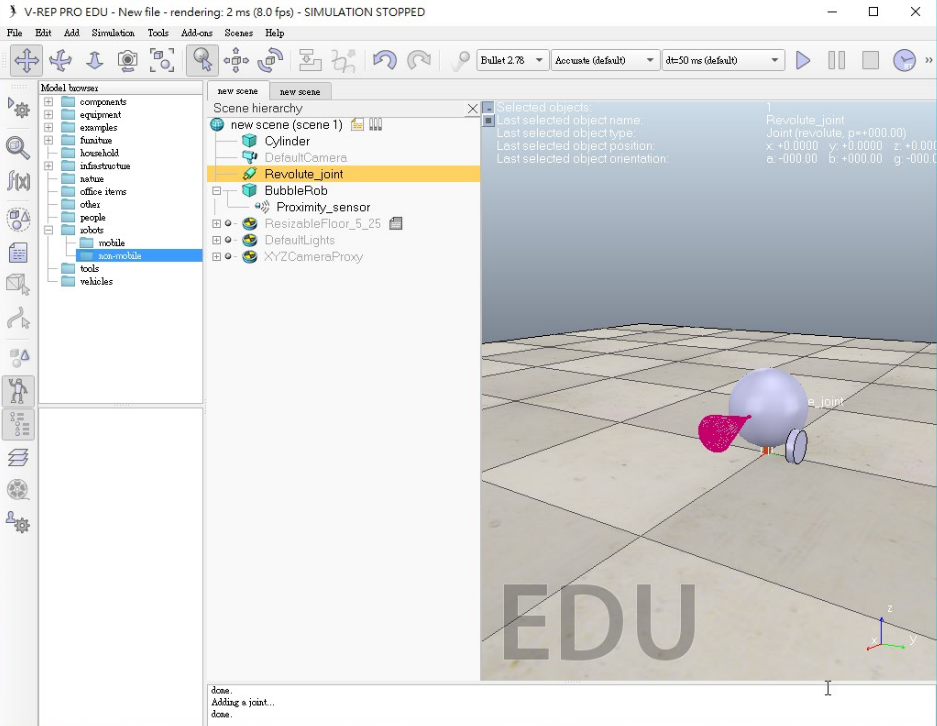 V-REP PRO EDU - New file - rendering: 2 ms (8.0 fps) - SIMULATION STOPPED
File Edit Add Simulation Tools Add-ons Scenes Help
Bullet 2.78 Accurate (default) dt=50 ms (default)
Model browser
components
equipment
examples
furniture
household
infrastructure
nature
office items
other
people
robots
mobile
non-mobile
tools
vehicles
new scene new scene
Scene hierarchy
new scene (scene 1)
Cylinder
DefaultCamera
Revolute_joint
BubbleRob
Proximity_sensor
ResizableFloor_5_25
DefaultLights
XYZCameraProxy
Selected objects: 1
Last selected object name: Revolute_joint
Last selected object type: Joint (revolute, p=+000.00)
Last selected object position: x: +0.0000 y: +0.0000 z: +0.000
Last selected object orientation: a: -000.00 b: +000.00 g: -000.0
e_joint
EDU
z
x
y
done.
Adding a joint...
done.